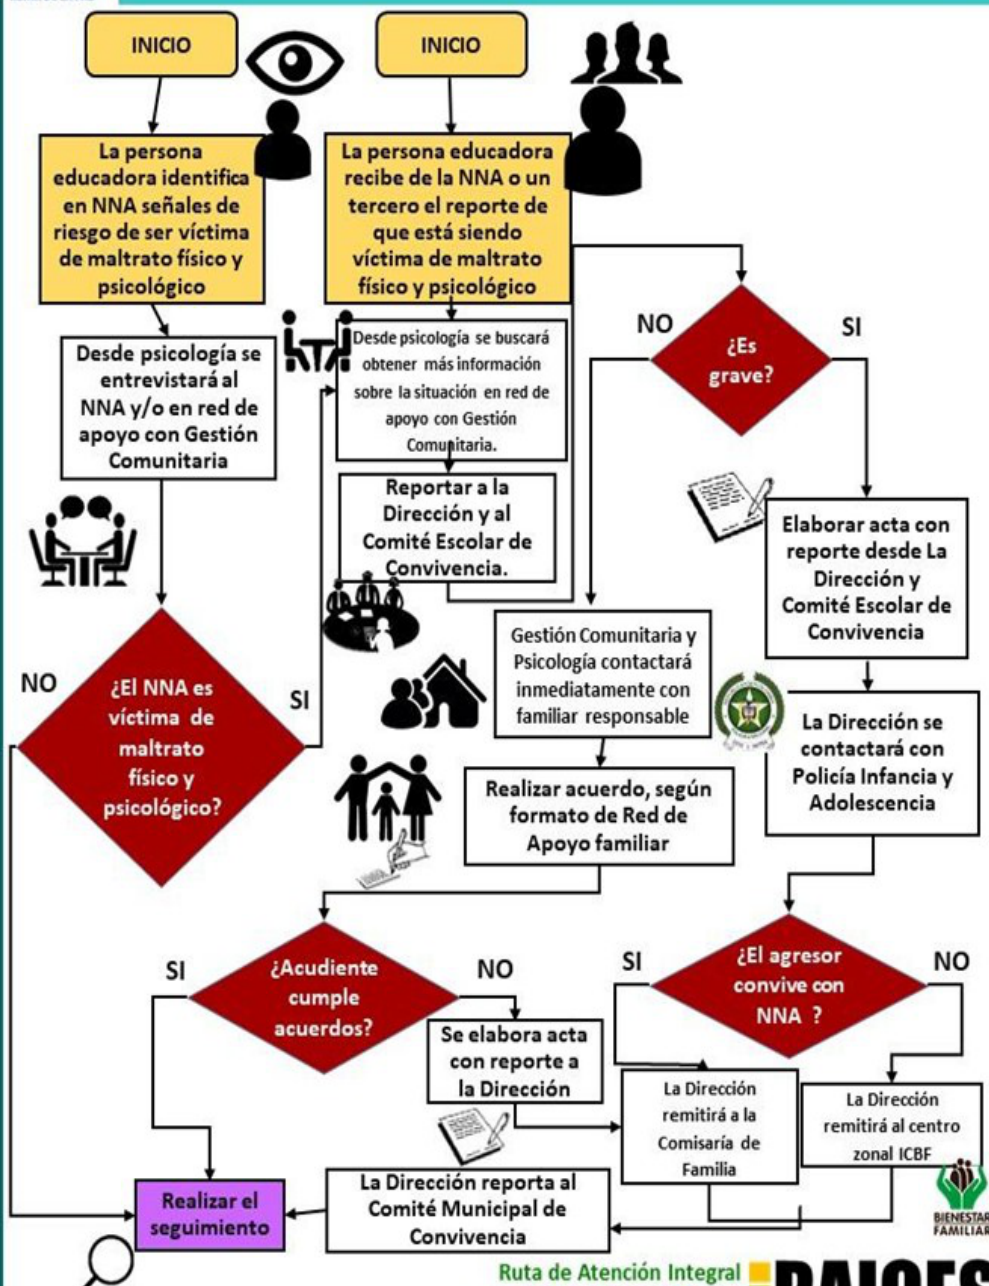 INICIO
INICIO
La persona
educadora identifica
en NNA señales de
riesgo de ser víctima
de maltrato físico y
psicológico
La persona educadora
recibe de la NNA o un
tercero el reporte de
que está siendo
víctima de maltrato
físico y psicológico
Desde psicología se
entrevistará al
NNA y/o en red de
apoyo con Gestión
Comunitaria
Desde psicología se buscará
obtener más información
sobre la situación en red de
apoyo con Gestión
Comunitaria.
Reportar a la
Dirección y al
Comité Escolar de
Convivencia.
NO
¿Es
grave?
SI
Elaborar acta con
reporte desde La
Dirección y
Comité Escolar de
Convivencia
NO
¿El NNA es
víctima de
maltrato
físico y
psicológico?
SI
Gestión Comunitaria y
Psicología contactará
inmediatamente con
familiar responsable
La Dirección se
contactará con
Policía Infancia y
Adolescencia
Realizar acuerdo, según
formato de Red de
Apoyo familiar
SI
¿Acudiente
cumple
acuerdos?
NO
SI
¿El agresor
convive con
NNA ?
NO
Se elabora acta
con reporte a
la Dirección
La Dirección
remitirá a la
Comisaría de
Familia
La Dirección
remitirá al centro
zonal ICBF
Realizar el
seguimiento
La Dirección reporta al
Comité Municipal de
Convivencia
BIENESTAR
FAMILIAR
Ruta de Atención Integral
RAICES